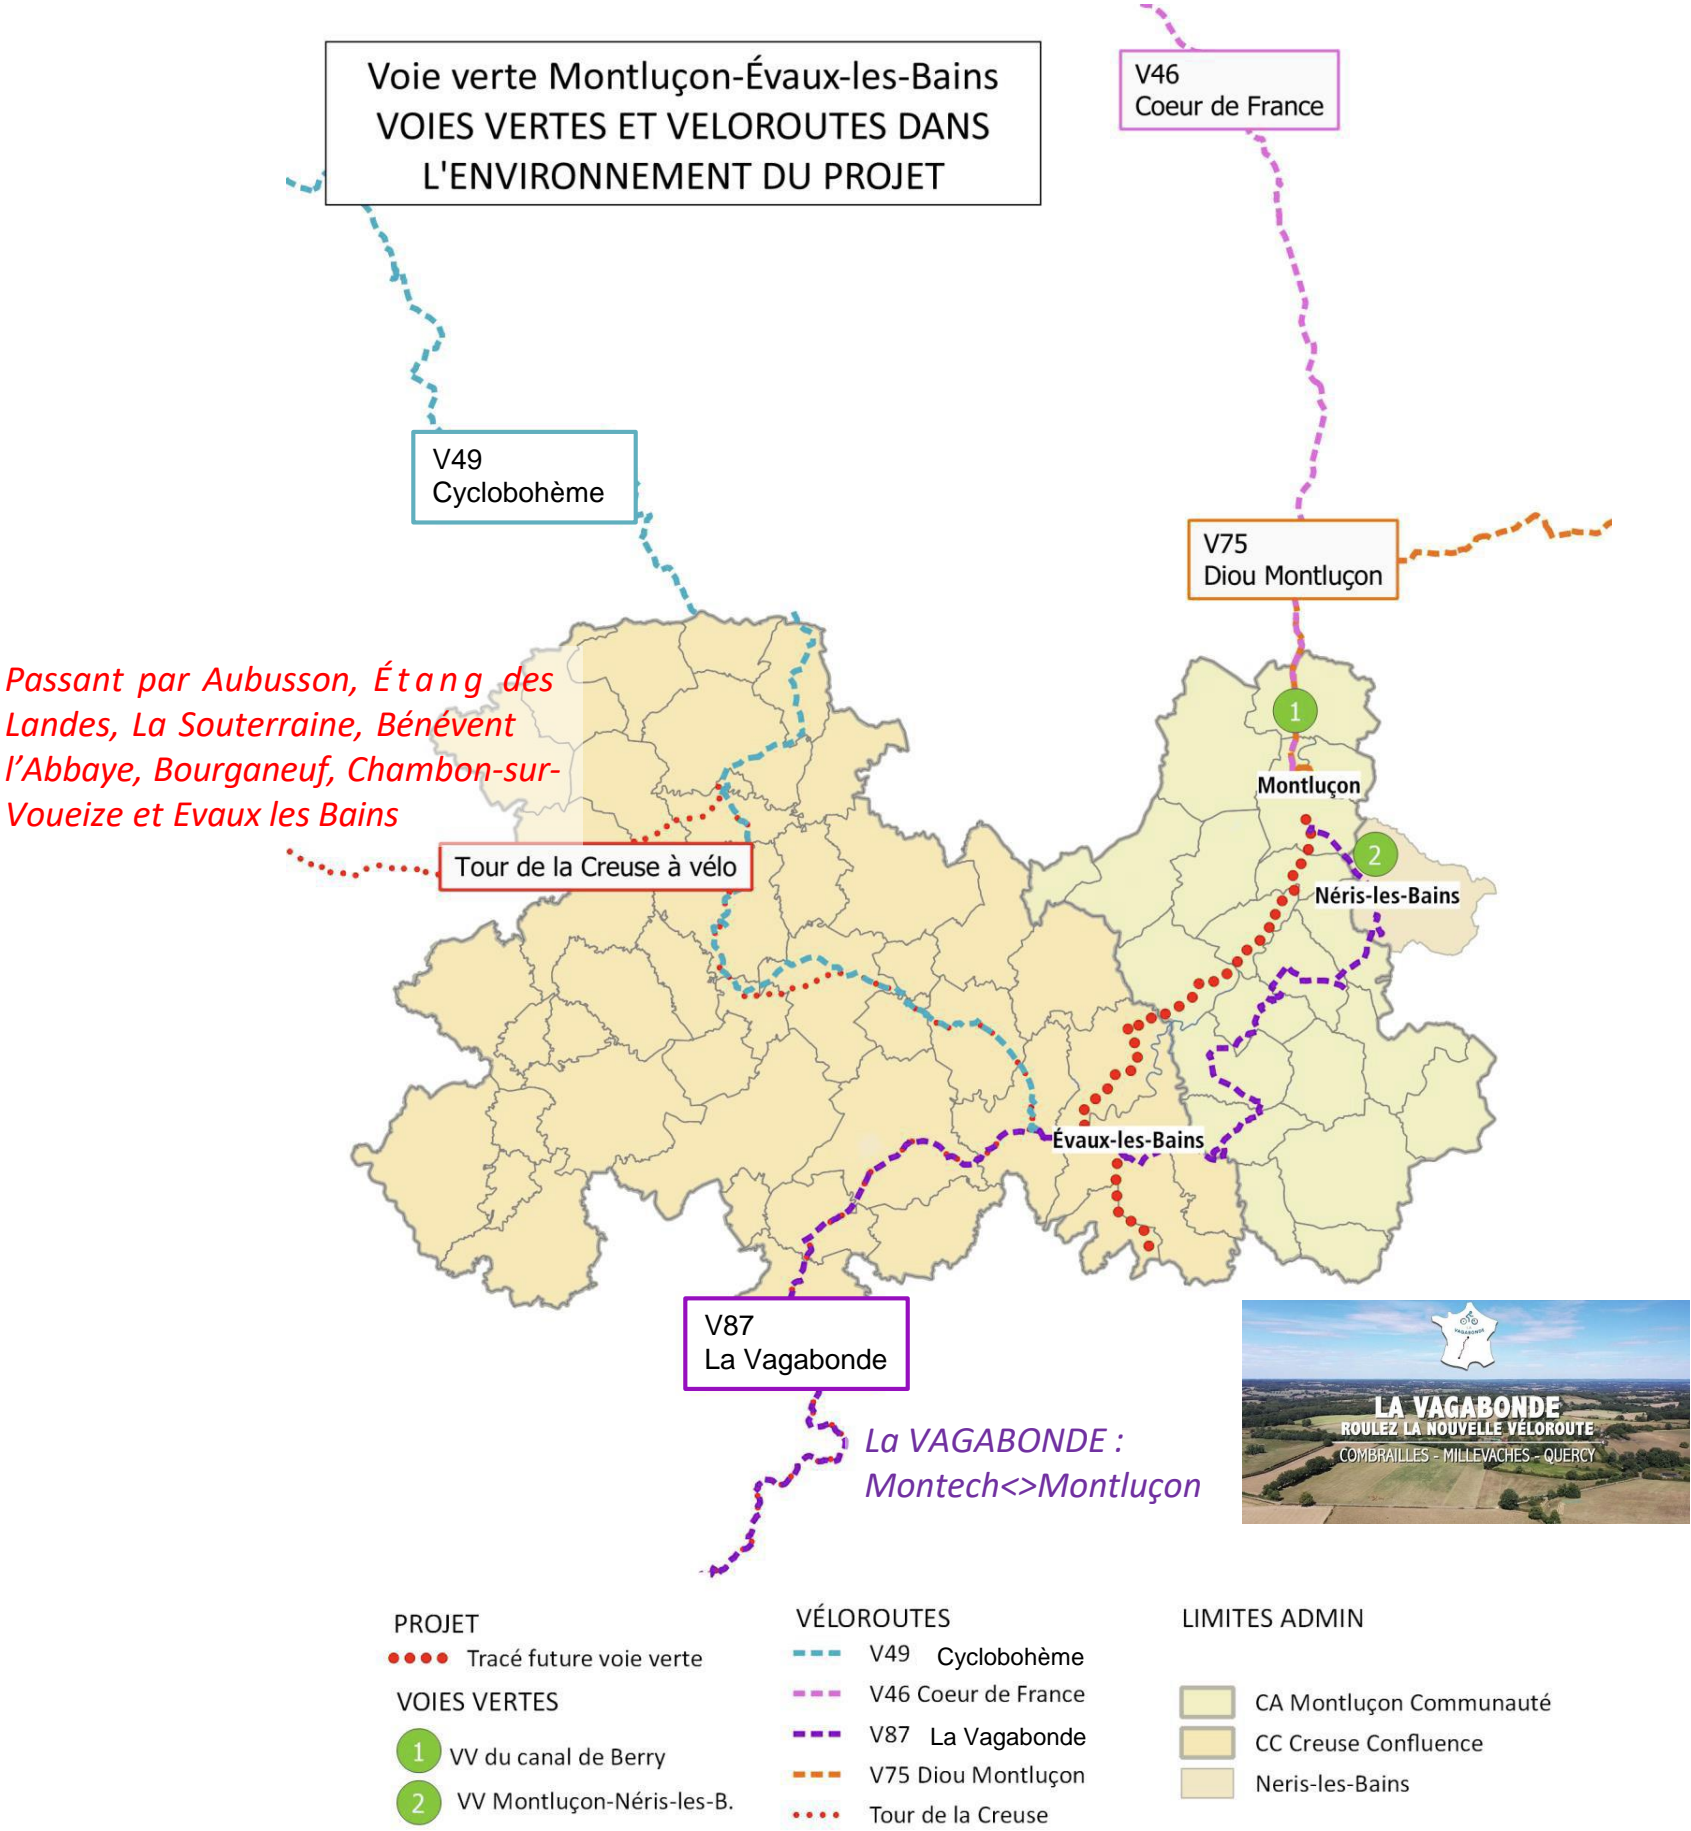 Voie verte Montluçon-Évaux-les-Bains
VOIES VERTES ET VELOROUTES DANS
L'ENVIRONNEMENT DU PROJET
V46
Coeur de France
V49
Cyclobohème
V75
Diou Montluçon
Passant par Aubusson, Étang des
Landes, La Souterraine, Bénévent
l’Abbaye, Bourganeuf, Chambon-sur-
Voueize et Evaux les Bains
1
Montluçon
2
Néris-les-Bains
Tour de la Creuse à vélo
Évaux-les-Bains
V87
La Vagabonde
La VAGABONDE :
Montech<>Montluçon
LA
VAGABONDE
LA VAGABONDE
ROULEZ LA NOUVELLE VÉLOROUTE
COMBRAILLES - MILLEVACHES - QUERCY
PROJET
Tracé future voie verte
VOIES VERTES
1 VV du canal de Berry
2 VV Montluçon-Néris-les-B.
VÉLOROUTES
V49 Cyclobohème
V46 Coeur de France
V87 La Vagabonde
V75 Diou Montluçon
Tour de la Creuse
LIMITES ADMIN
CA Montluçon Communauté
CC Creuse Confluence
Neris-les-Bains